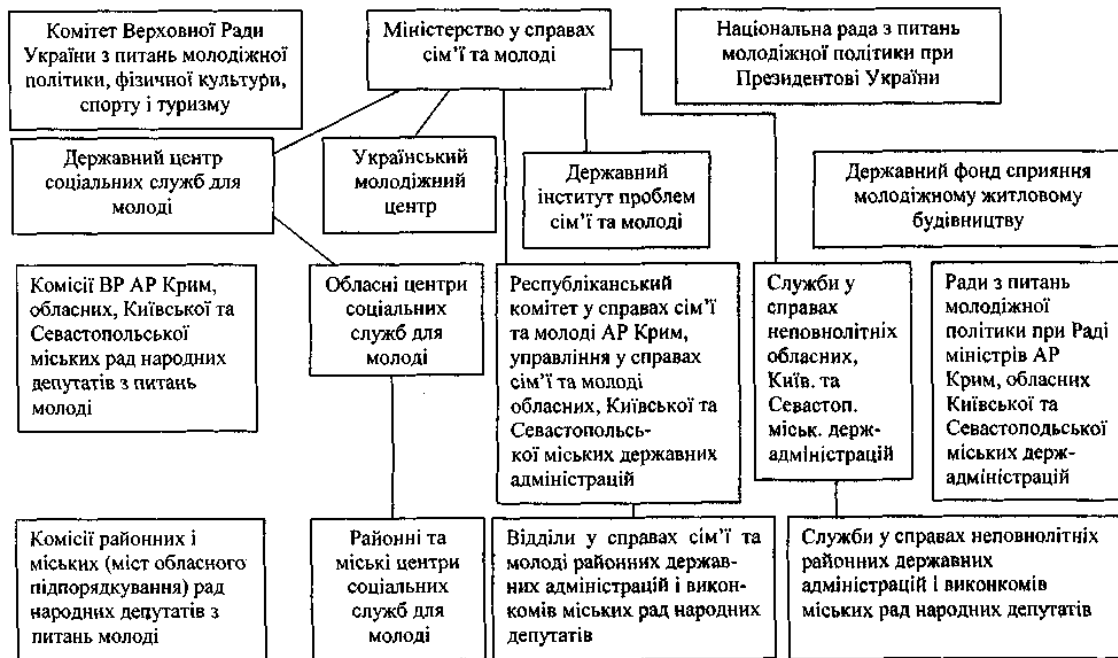 Комітет Верховної Ради
України з питань молодіжної
політики, фізичної культури,
спорту і туризму
Міністерство у справах
сім’ї та молоді
Національна рада з питань
молодіжної політики при
Президентові України
Державний центр
соціальних служб для
молоді
Український
молодіжний
центр
Державний
інститут проблем
сім’ї та молоді
Державний фонд сприяння
молодіжному житловому
будівництву
Комісії ВР АР Крим,
обласних, Київської та
Севастопольської
міських рад народних
депутатів з питань
молоді
Обласні центри
соціальних
служб для
молоді
Республіканський
комітет у справах сім’ї
та молоді АР Крим,
управління у справах
сім’ї та молоді
обласних, Київської та
Севастопольсь-
кої міських державних
адміністрацій
Служби у
справах
неповнолітніх
обласних,
Київ. та
Севастоп.
міськ. держ-
адміністрацій
Ради з питань
молодіжної
політики при Раді
міністрів АР
Крим, обласних
Київської та
Севастоподьської
міських держ-
адміністрацій
Комісії районних і
міських (міст обласного
підпорядкування) рад
народних депутатів з
питань молоді
Районні та
міські центри
соціальних
служб для
молоді
Відділи у справах сім’ї та
молоді районних держав-
них адміністрацій і викон-
комів міських рад народних
депутатів
Служби у справах неповнолітніх
районних державних
адміністрацій і виконкомів
міських рад народних депутатів